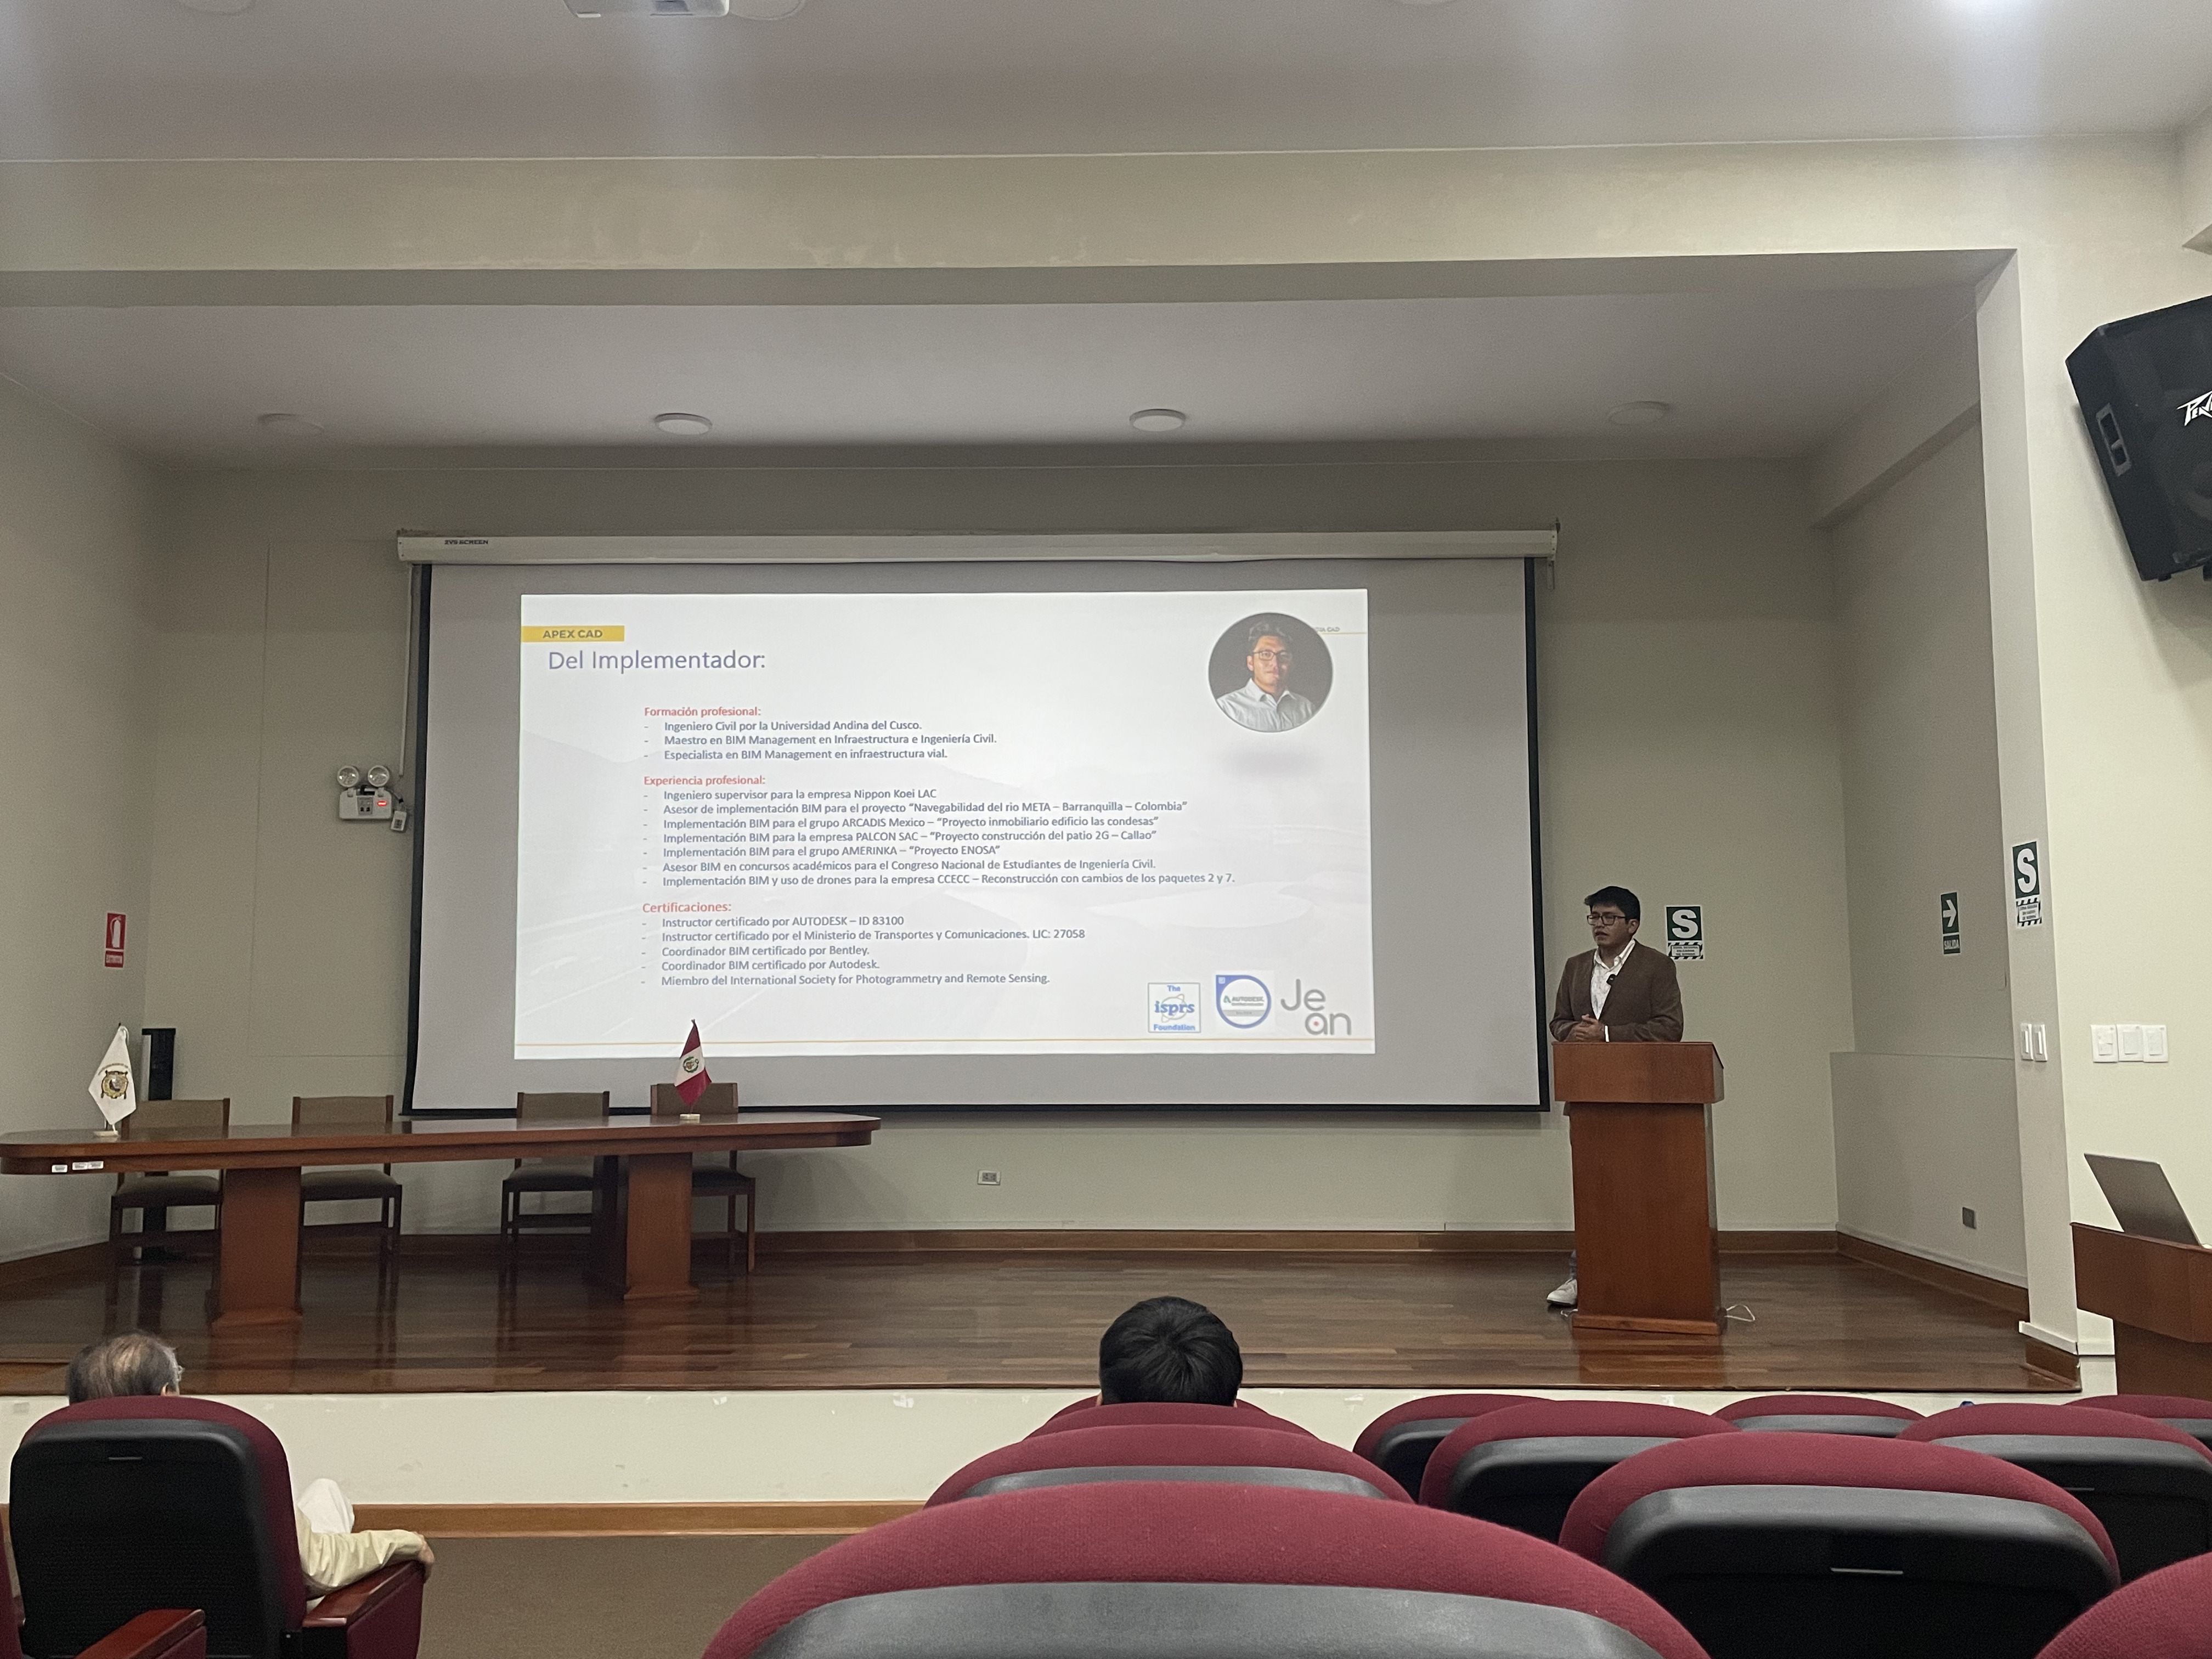 EVS SCREEN
APEX CAD
Del Implementador:
Formación profesional:
- Ingeniero Civil por la Universidad Andina del Cusco.
- Maestro en BIM Management en Infraestructura e Ingeniería Civil.
- Especialista en BIM Management en infraestructura vial.
Experiencia profesional:
- Ingeniero supervisor para la empresa Nippon Koei LAC
- Asesor de implementación BIM para el proyecto “Navegabilidad del rio META – Barranquilla – Colombia”
- Implementación BIM para el grupo ARCADIS Mexico – “Proyecto inmobiliario edificio las condesas”
- Implementación BIM para la empresa PALCON SAC – “Proyecto construcción del patio 2G – Callao”
- Implementación BIM para el grupo AMERINKA – “Proyecto ENOSA”
- Asesor BIM en concursos académicos para el Congreso Nacional de Estudiantes de Ingeniería Civil.
- Implementación BIM y uso de drones para la empresa CCECC – Reconstrucción con cambios de los paquetes 2 y 7.
Certificaciones:
- Instructor certificado por AUTODESK – ID 83100
- Instructor certificado por el Ministerio de Transportes y Comunicaciones. LIC: 27058
- Coordinador BIM certificado por Bentley.
- Coordinador BIM certificado por Autodesk.
- Miembro del International Society for Photogrammetry and Remote Sensing.
The
isprs
Foundation
AUTODESK
Je
an
S
S
SALIDA